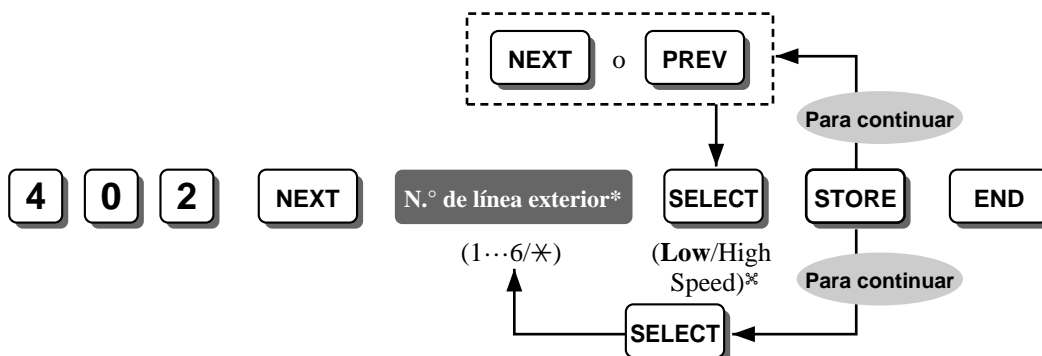 NEXT o PREV
Para continuar
4 0 2 NEXT N.° de línea exterior* SELECT STORE END
(1···6/✳) (Low/High
Speed)⌘
Para continuar
SELECT